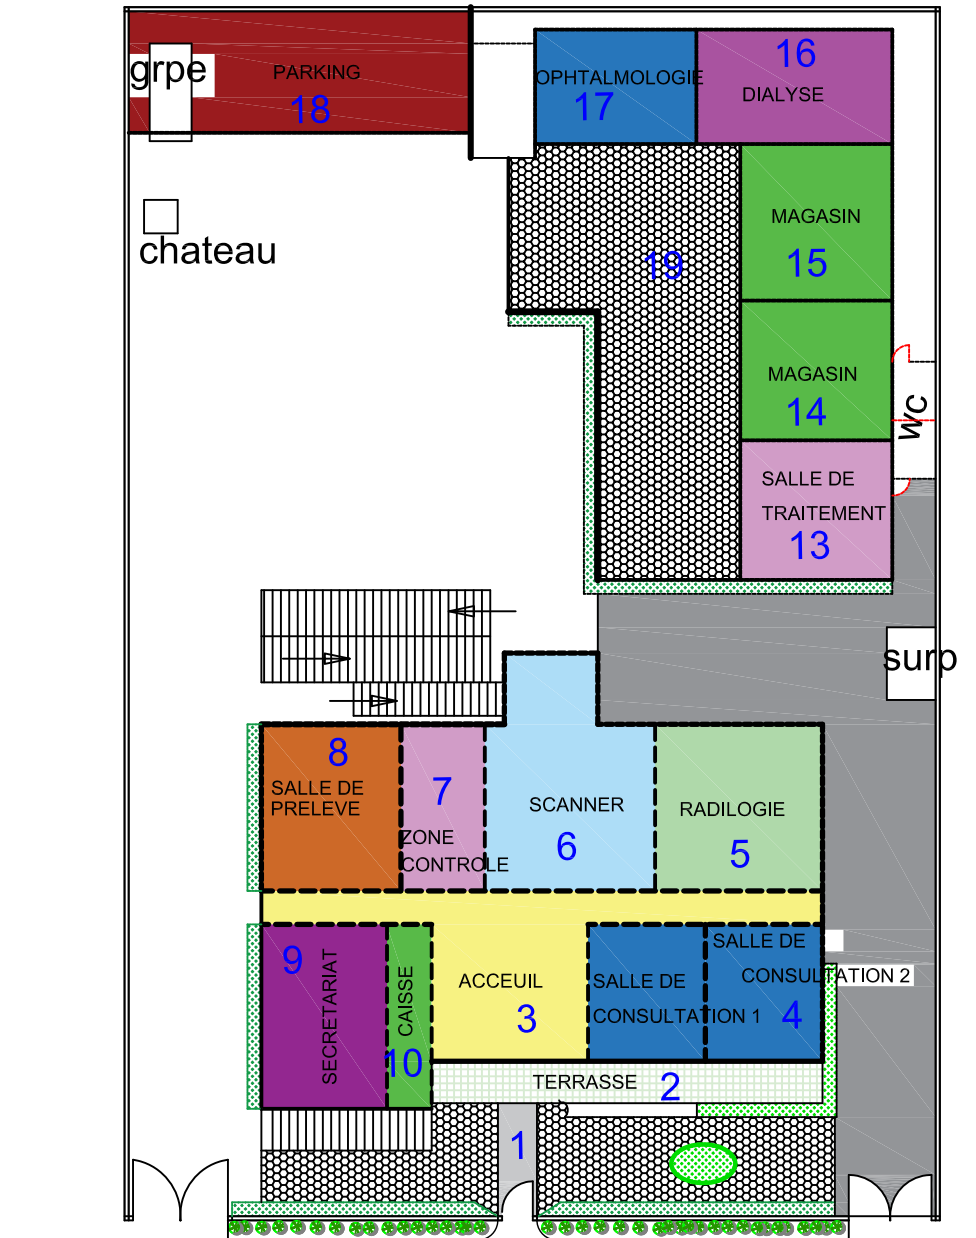 grpe
PARKING
18
OPHTALMOLOGIE
17
16
DIALYSE
chateau
MAGASIN
15
19
MAGASIN
14
wc
SALLE DE
TRAITEMENT
13
surp
8
SALLE DE
PRELEVE
7
ZONE
CONTROLE
SCANNER
6
RADILOGIE
5
9
SECRETARIAT
CAISSE
10
ACCEUIL
3
SALLE DE
CONSULTATION 1
SALLE DE
CONSULTATION 2
4
TERRASSE
2
1